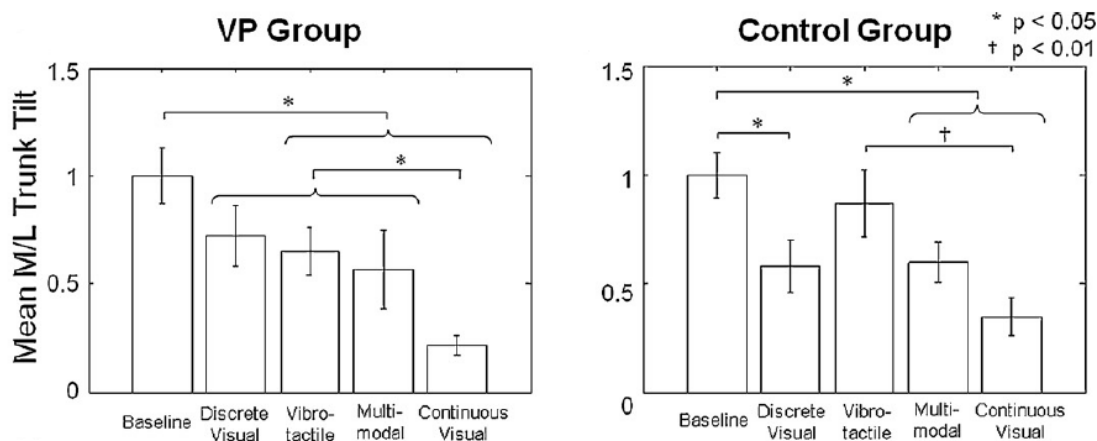 VP Group
Mean M/L Trunk Tilt
1.5
1
0.5
0
*
*
Baseline
Discrete
Visual
Vibro-
tactile
Multi-
modal
Continuous
Visual
Control Group
* p < 0.05
† p < 0.01
1.5
1
0.5
0
*
*
†
Baseline
Discrete
Visual
Vibro-
tactile
Multi-
modal
Continuous
Visual